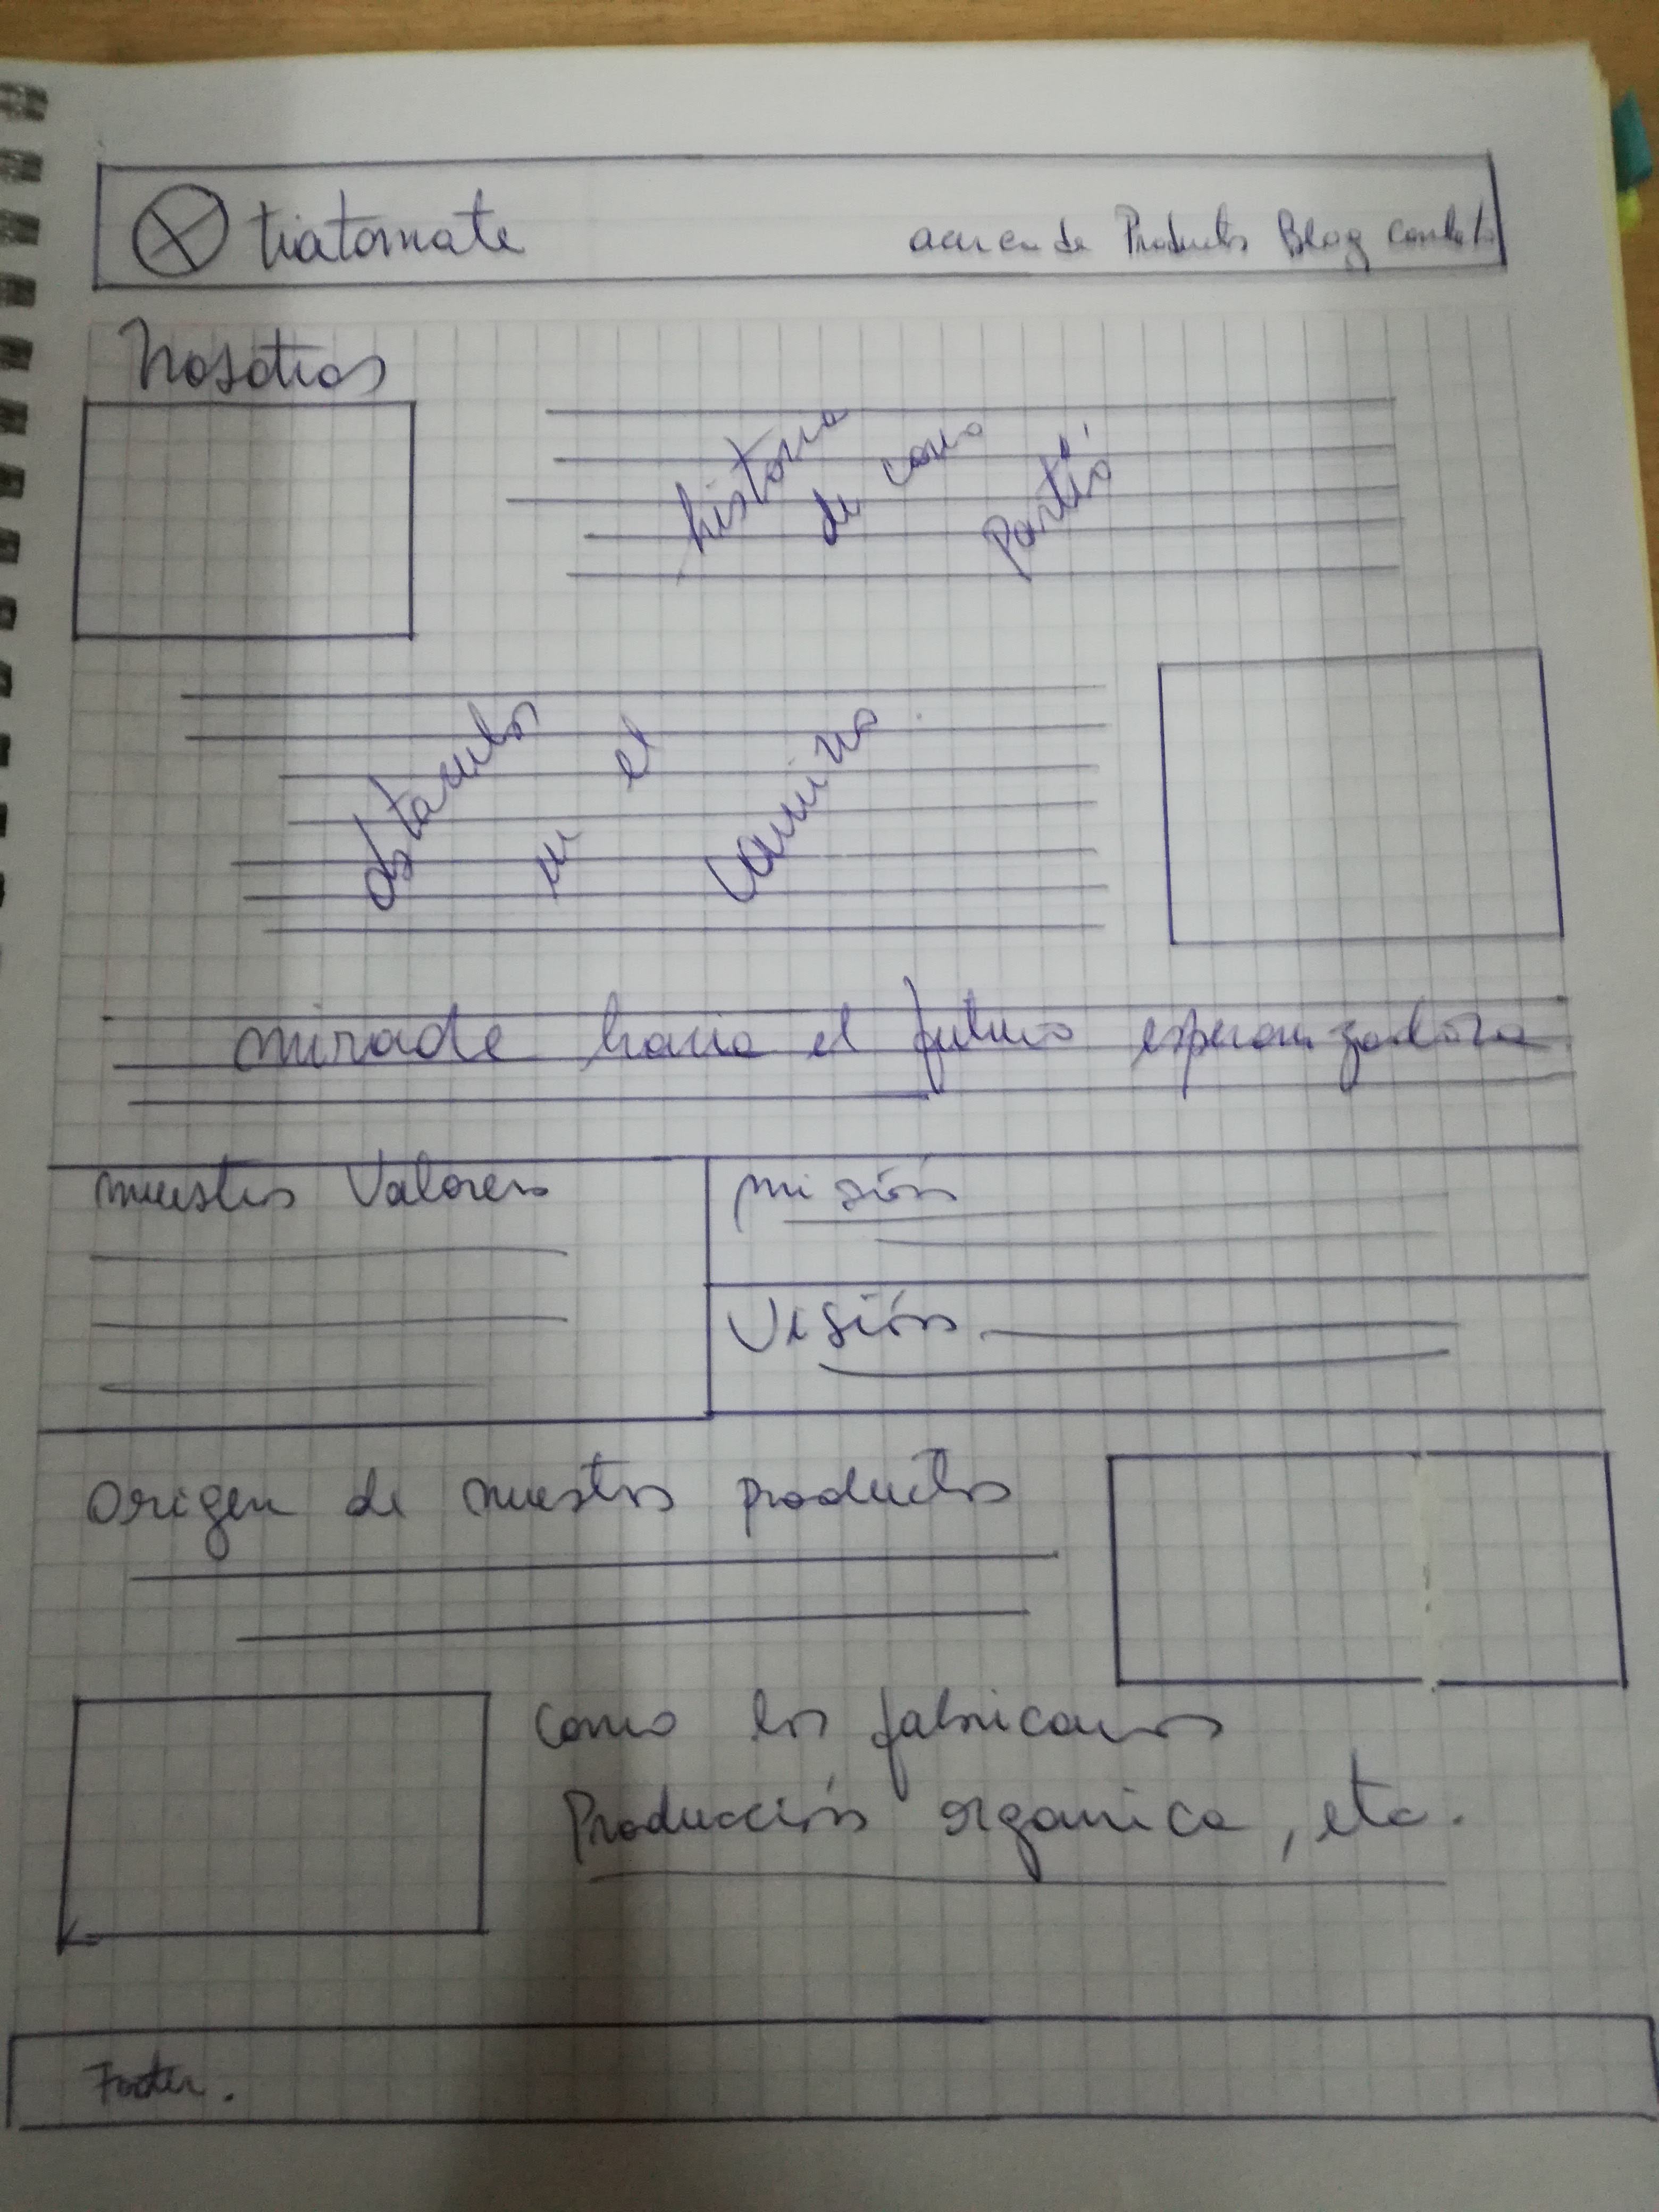 tiatomate
acerca de Productos Blog contacto
Nosotros
historia de como partió
obstaculos en el camino.
mirada hacia el futuro esperanzadora
nuestros Valores
misión
Visión
origen de nuestros productos
como los fabricamos
Producción organica, etc.
Footer.